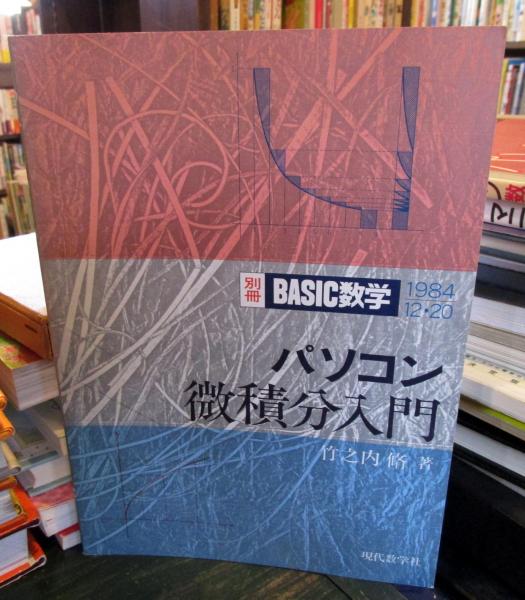 別冊
BASIC数学
1984
12・20
パソコン
微積分入門
竹之内 脩 著
現代数学社